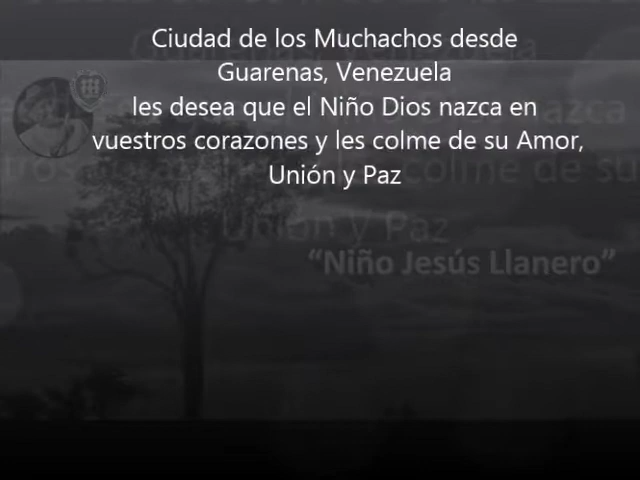 Ciudad de los Muchachos desde
Guarenas, Venezuela
les desea que el Niño Dios nazca en
vuestros corazones y les colme de su Amor,
Unión y Paz
“Niño Jesús Llanero”